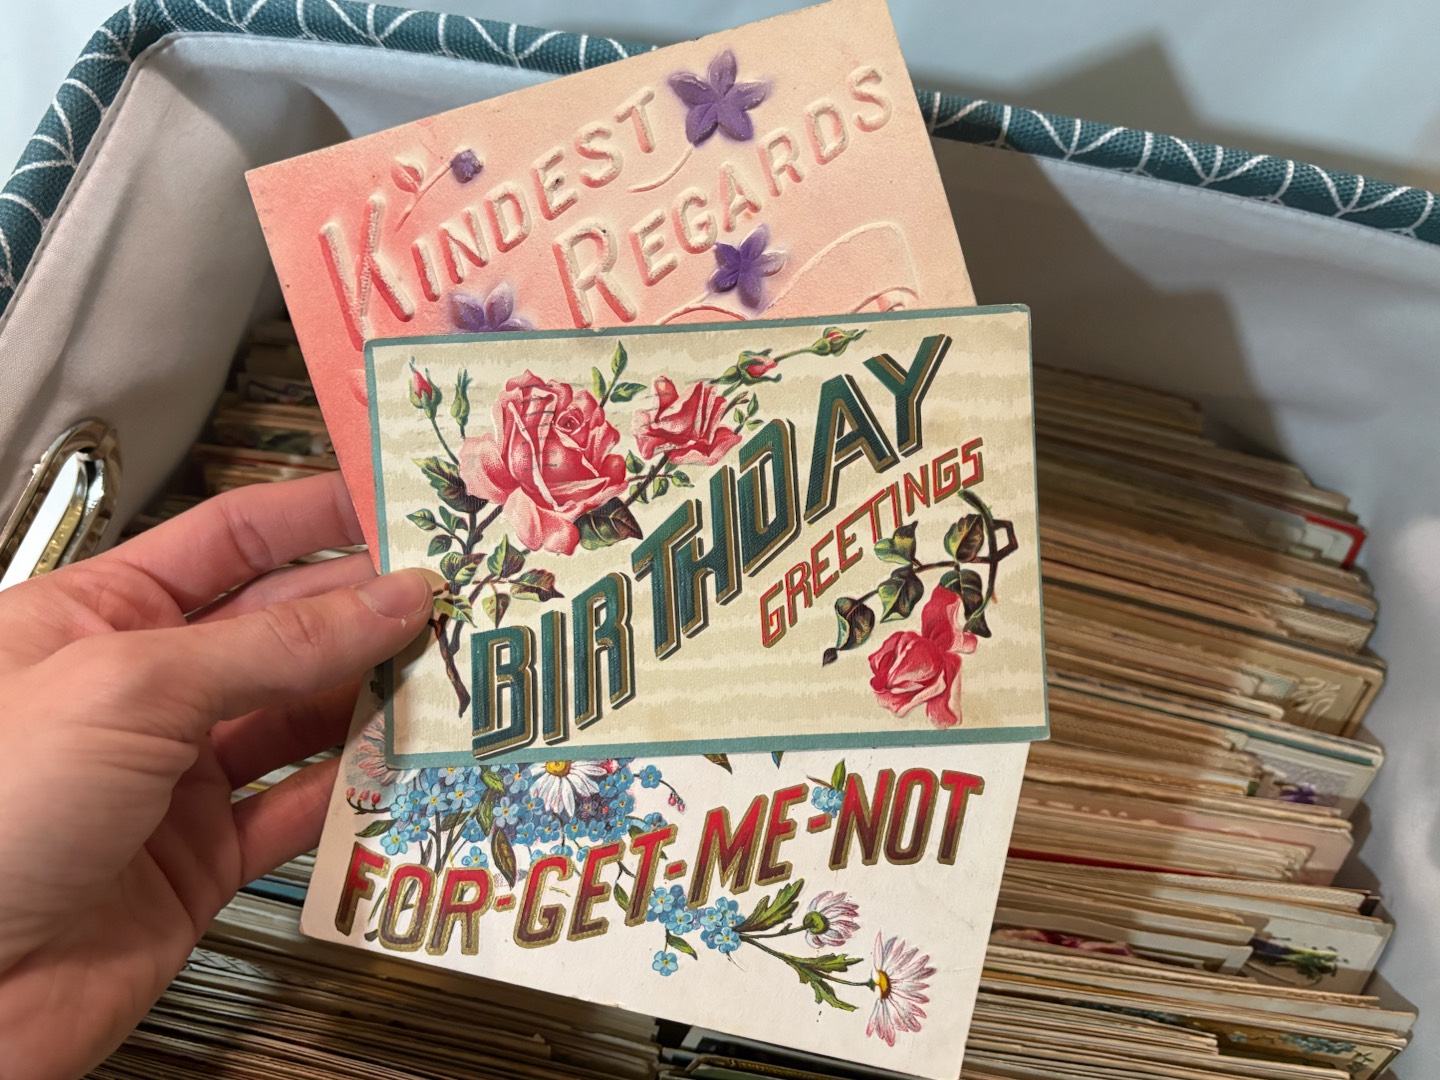 KINDEST
REGARDS
BIRTHDAY
GREETINGS
FOR-GET-ME-NOT